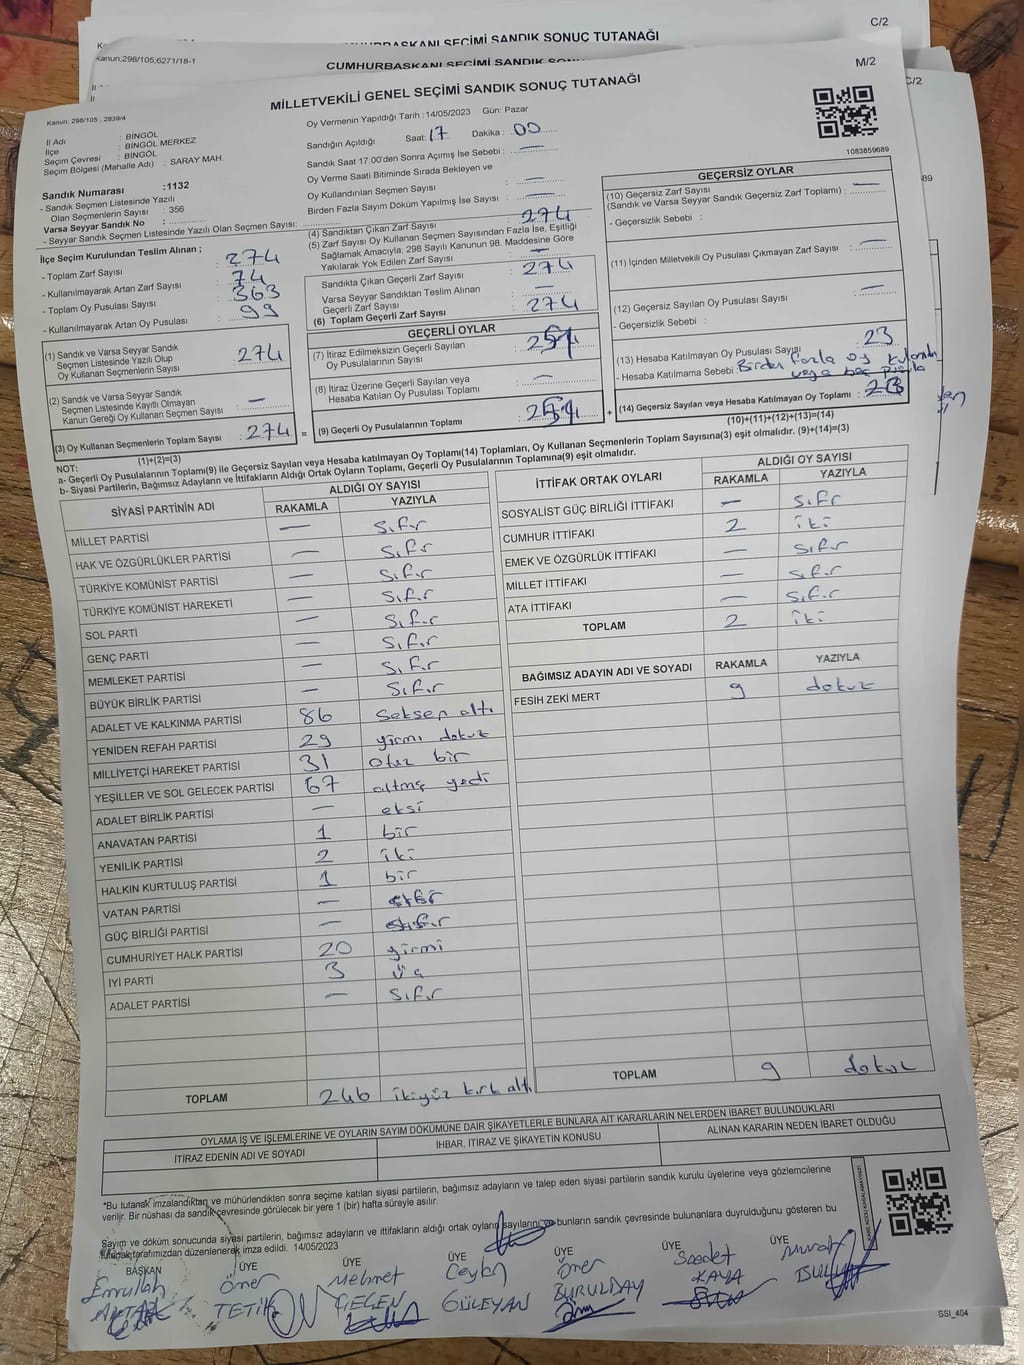 C/2
CUMHURBAŞKANI SEÇİMİ SANDIK SONUÇ TUTANAĞI
Kanun;298/105,6271/18-1
C/2
M/2
MİLLETVEKİLİ GENEL SEÇİMİ SANDIK SONUÇ TUTANAĞI
Kanun: 298/105 , 2839/4
İl Adı : BİNGÖL
İlçe : BİNGÖL MERKEZ
Seçim Çevresi : BİNGÖL
Seçim Bölgesi (Mahalle Adı) : SARAY MAH.
Sandık Numarası :1132
- Sandık Seçmen Listesinde Yazılı
Olan Seçmenlerin Sayısı : 356
Varsa Seyyar Sandık No :
- Seyyar Sandık Seçmen Listesinde Yazılı Olan Seçmen Sayısı:
Oy Vermenin Yapıldığı Tarih :14/05/2023 Gün: Pazar
Sandığın Açıldığı Saat: 17 Dakika : 00
Sandık Saat 17:00'den Sonra Açımış İse Sebebi : —
Oy Verme Saati Bitiminde Sırada Bekleyen ve
Oy Kullandırılan Seçmen Sayısı : —
Birden Fazla Sayım Döküm Yapılmış İse Sayısı : —
1083859689
İlçe Seçim Kurulundan Teslim Alınan ;
- Toplam Zarf Sayısı : 274
- Kullanılmayarak Artan Zarf Sayısı : 74
- Toplam Oy Pusulası Sayısı : 363
- Kullanılmayarak Artan Oy Pusulası : 99
(4) Sandıktan Çıkan Zarf Sayısı : 274
(5) Zarf Sayısı Oy Kullanan Seçmen Sayısından Fazla İse, Eşitliği
Sağlamak Amacıyla; 298 Sayılı Kanunun 98. Maddesine Göre
Yakılarak Yok Edilen Zarf Sayısı : —
Sandıkta Çıkan Geçerli Zarf Sayısı : 274
Varsa Seyyar Sandıktan Teslim Alınan
Geçerli Zarf Sayısı : —
(6) Toplam Geçerli Zarf Sayısı : 274
GEÇERSİZ OYLAR
(10) Geçersiz Zarf Sayısı
(Sandık ve Varsa Seyyar Sandık Geçersiz Zarf Toplamı) : —
- Geçersizlik Sebebi :
(11) İçinden Milletvekili Oy Pusulası Çıkmayan Zarf Sayısı : —
(12) Geçersiz Sayılan Oy Pusulası Sayısı : —
- Geçersizlik Sebebi :
(13) Hesaba Katılmayan Oy Pusulası Sayısı : 23
- Hesaba Katılmama Sebebi : Birden fazla oy
veya boş Pusula
(14) Geçersiz Sayılan veya Hesaba Katılmayan Oy Toplamı :
(10)+(11)+(12)+(13)=(14)
(1) Sandık ve Varsa Seyyar Sandık
Seçmen Listesinde Yazılı Olup
Oy Kullanan Seçmenlerin Sayısı : 274
(2) Sandık ve Varsa Seyyar Sandık
Seçmen Listesinde Kayıtlı Olmayan
Kanun Gereği Oy Kullanan Seçmen Sayısı : —
(3) Oy Kullanan Seçmenlerin Toplam Sayısı : 274
(1)+(2)=(3)
GEÇERLİ OYLAR
(7) İtiraz Edilmeksizin Geçerli Sayılan
Oy Pusulalarının Sayısı :
(8) İtiraz Üzerine Geçerli Sayılan veya
Hesaba Katılan Oy Pusulası Toplamı : —
(9) Geçerli Oy Pusulalarının Toplamı :
NOT:
a- Geçerli Oy Pusulalarının Toplamı(9) ile Geçersiz Sayılan veya Hesaba katılmayan Oy Toplamı(14) Toplamları, Oy Kullanan Seçmenlerin Toplam Sayısına(3) eşit olmalıdır. (9)+(14)=(3)
b- Siyasi Partilerin, Bağımsız Adayların ve İttifakların Aldığı Ortak Oyların Toplamı, Geçerli Oy Pusulalarının Toplamına(9) eşit olmalıdır.
SİYASİ PARTİNİN ADI ALDIĞI OY SAYISI
RAKAMLA YAZIYLA
MİLLET PARTİSİ — Sıfır
HAK VE ÖZGÜRLÜKLER PARTİSİ — Sıfır
TÜRKİYE KOMÜNİST PARTİSİ — Sıfır
TÜRKİYE KOMÜNİST HAREKETİ — Sıfır
SOL PARTİ — Sıfır
GENÇ PARTİ — Sıfır
MEMLEKET PARTİSİ — Sıfır
BÜYÜK BİRLİK PARTİSİ — Sıfır
ADALET VE KALKINMA PARTİSİ 86 Seksen altı
YENİDEN REFAH PARTİSİ 29 yirmi dokuz
MİLLİYETÇİ HAREKET PARTİSİ 31 Otuz bir
YEŞİLLER VE SOL GELECEK PARTİSİ 67 altmış yedi
ADALET BİRLİK PARTİSİ — eksi
ANAVATAN PARTİSİ 1 bir
YENİLİK PARTİSİ 2 iki
HALKIN KURTULUŞ PARTİSİ 1 bir
VATAN PARTİSİ —
GÜÇ BİRLİĞİ PARTİSİ —
CUMHURİYET HALK PARTİSİ 20 yirmi
İYİ PARTİ 3 üç
ADALET PARTİSİ — Sıfır
TOPLAM 246 ikiyüz kırk altı
İTTİFAK ORTAK OYLARI ALDIĞI OY SAYISI
RAKAMLA YAZIYLA
SOSYALİST GÜÇ BİRLİĞİ İTTİFAKI — Sıfır
CUMHUR İTTİFAKI 2 iki
EMEK VE ÖZGÜRLÜK İTTİFAKI — Sıfır
MİLLET İTTİFAKI — Sıfır
ATA İTTİFAKI — Sıfır
TOPLAM 2 iki
BAĞIMSIZ ADAYIN ADI VE SOYADI RAKAMLA YAZIYLA
FESİH ZEKİ MERT 9 dokuz
TOPLAM 9 dokuz
OYLAMA İŞ VE İŞLEMLERİNE VE OYLARIN SAYIM DÖKÜMÜNE DAİR ŞİKAYETLERLE BUNLARA AİT KARARLARIN NELERDEN İBARET BULUNDUKLARI
İTİRAZ EDENİN ADI VE SOYADI İHBAR, İTİRAZ VE ŞİKAYETİN KONUSU ALINAN KARARIN NEDEN İBARET OLDUĞU
*Bu tutanak imzalandıktan ve mühürlendikten sonra seçime katılan siyasi partilerin, bağımsız adayların ve talep eden siyasi partilerin sandık kurulu üyelerine veya gözlemcilerine
verilir. Bir nüshası da sandık çevresinde görülecek bir yere 1 (bir) hafta süreyle asılır.
Sayım ve döküm sonucunda siyasi partilerin, bağımsız adayların ve ittifakların aldığı ortak oyların sayılarını ve bunların sandık çevresinde bulunanlara duyurulduğunu gösteren bu
tutanak tarafımızdan düzenlenerek imza edildi. 14/05/2023
BAŞKAN ÜYE ÜYE ÜYE ÜYE ÜYE ÜYE
Emrullah Ömer Mehmet Ceylan Ömer Saadet Murat
TETİK GELEN GÜLEYAN BURULDAY KAYA BULUT
SSİ_404